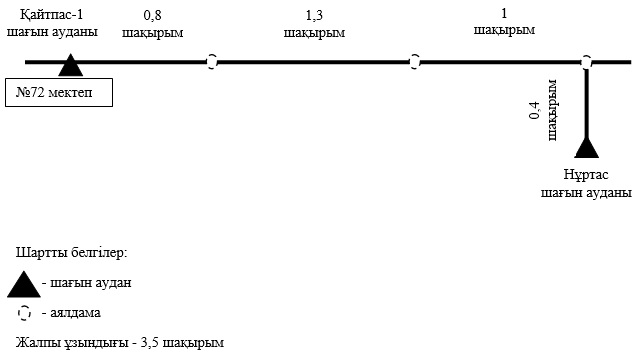 Қайтпас-1
шағын ауданы
0,8
шақырым
1,3
шақырым
1
шақырым
№72 мектеп
0,4
шақырым
Нұртас
шағын ауданы
Шартты белгілер:
- шағын аудан
- аялдама
Жалпы ұзындығы - 3,5 шақырым